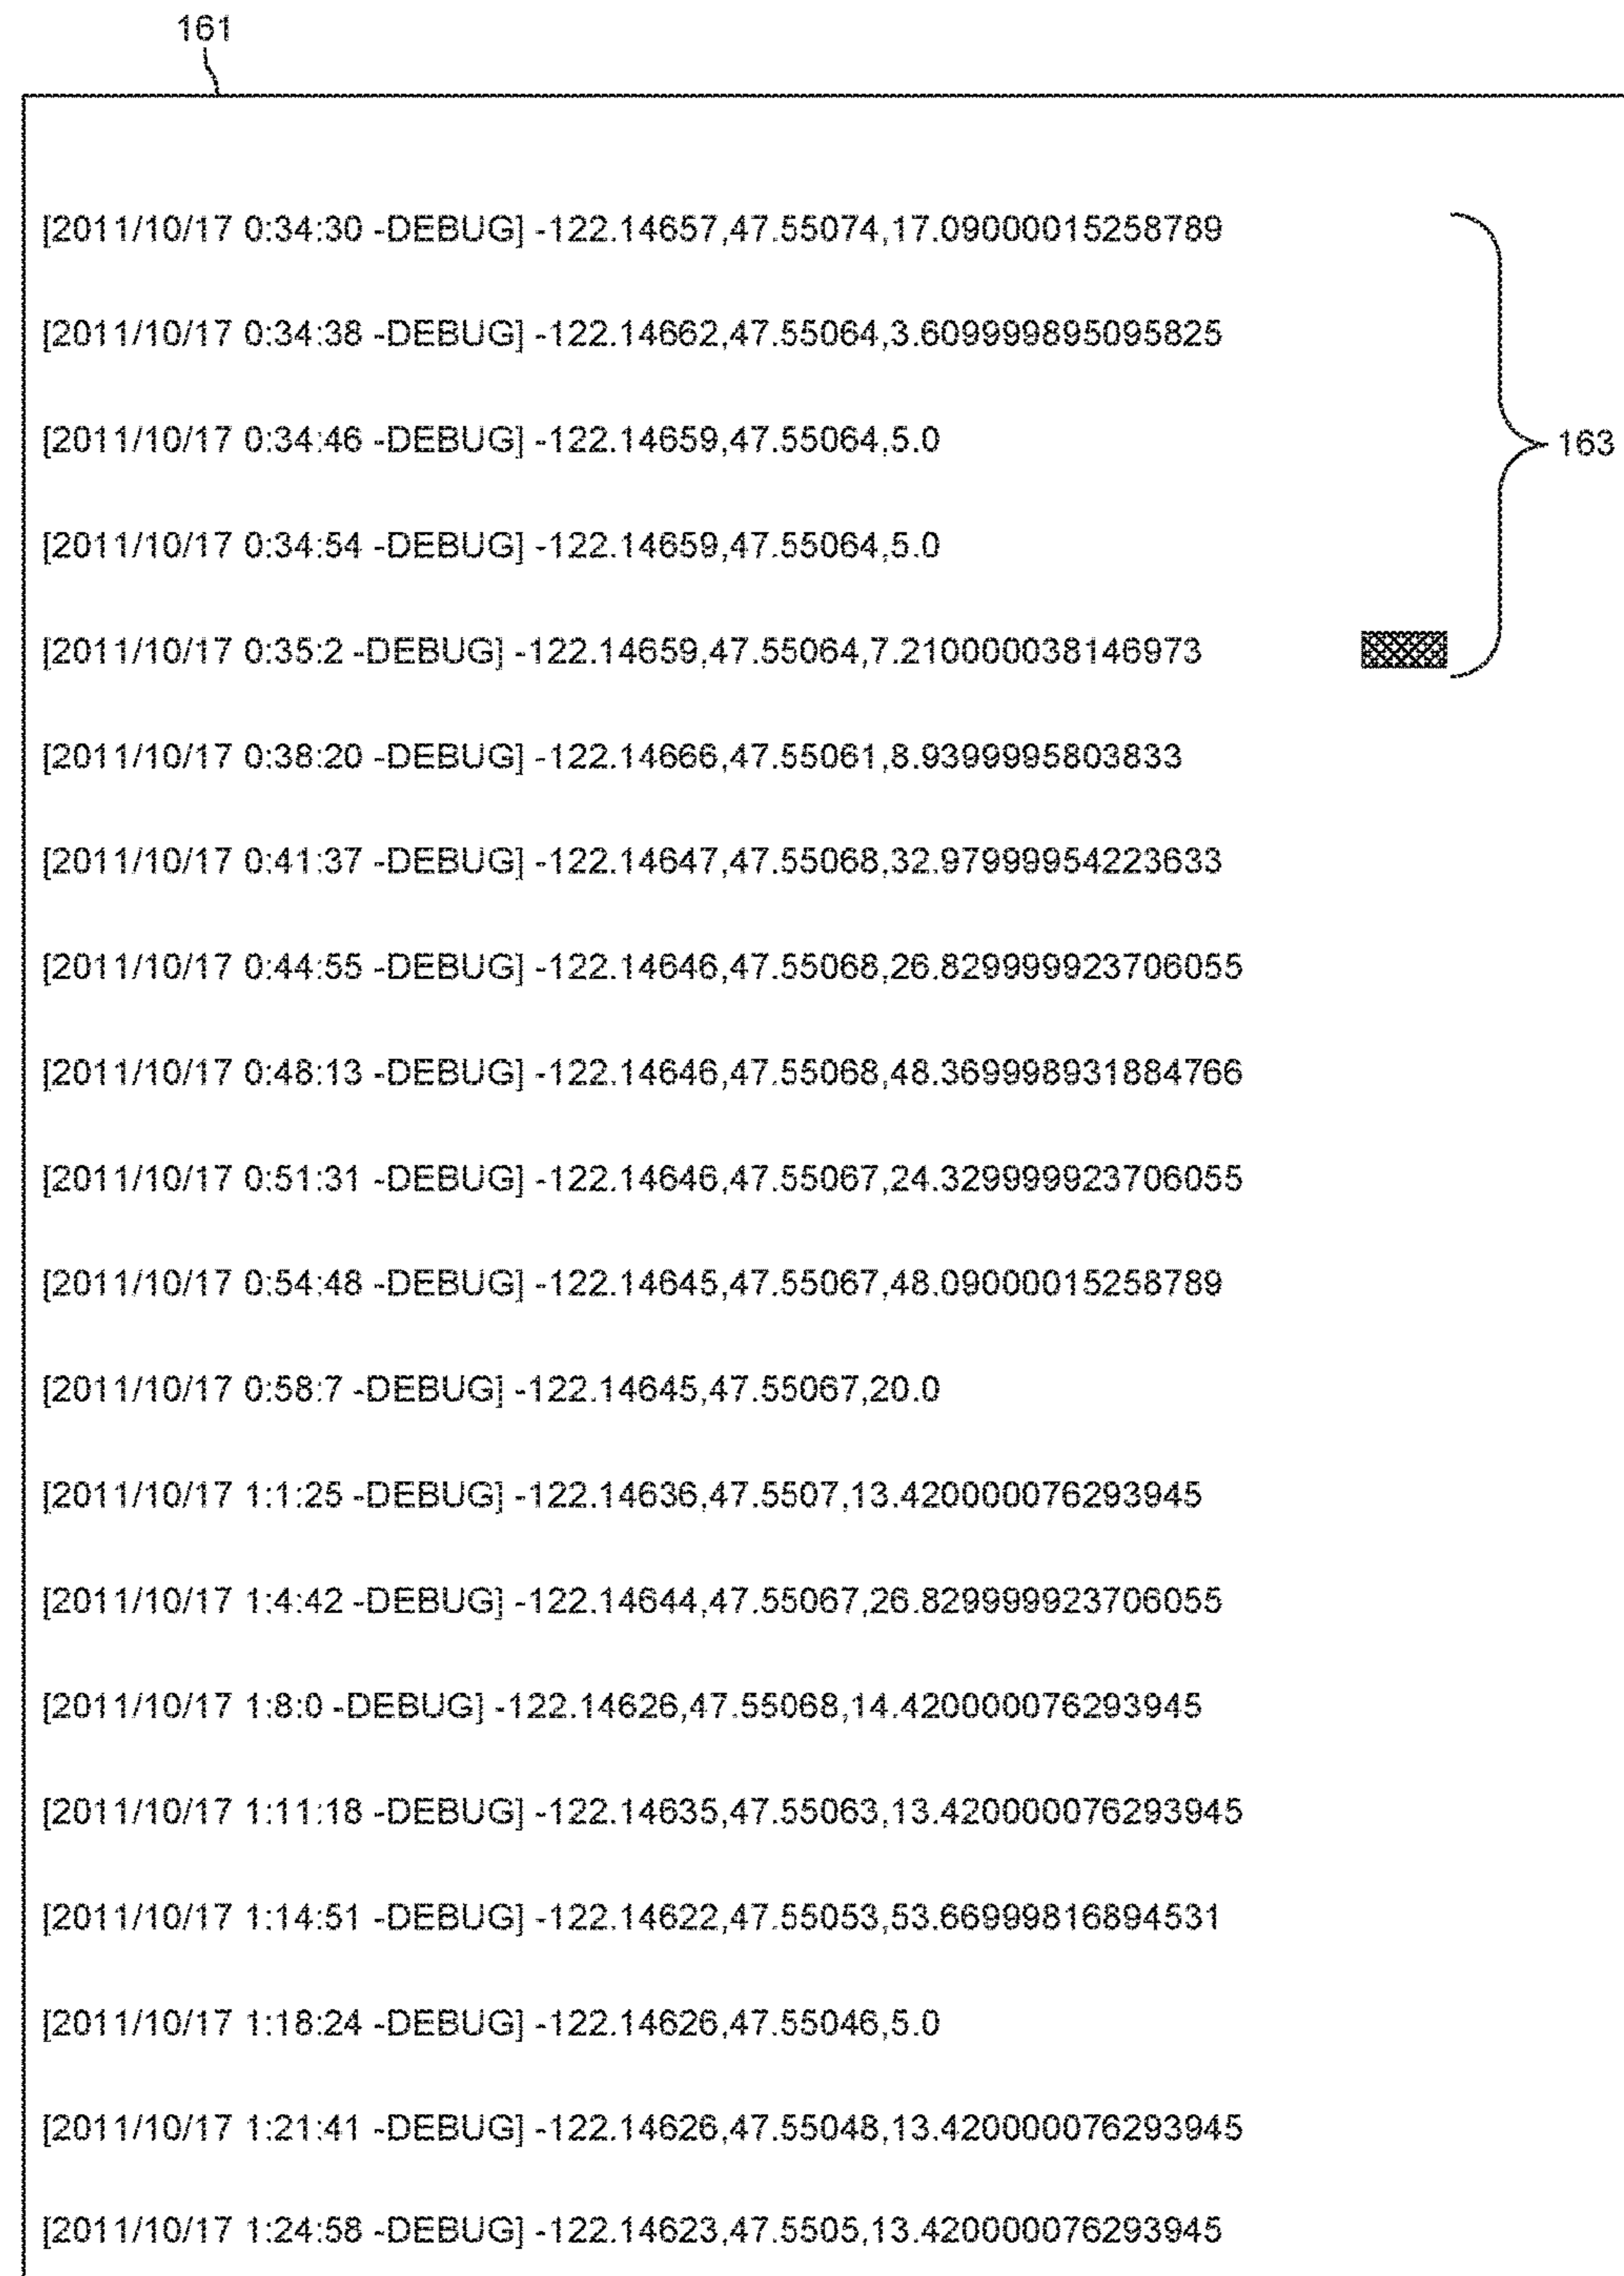 161
[2011/10/17 0:34:30 -DEBUG] -122.14657,47.55074,17.09000015258789
[2011/10/17 0:34:38 -DEBUG] -122.14662,47.55064,3.609999895095825
[2011/10/17 0:34:46 -DEBUG] -122.14659,47.55064,5.0
163
[2011/10/17 0:34:54 -DEBUG] -122.14659,47.55064,5.0
[2011/10/17 0:35:2 -DEBUG] -122.14659,47.55064,7.210000038146973
[2011/10/17 0:38:20 -DEBUG] -122.14666,47.55061,8.9399995803833
[2011/10/17 0:41:37 -DEBUG] -122.14647,47.55068,32.97999954223633
[2011/10/17 0:44:55 -DEBUG] -122.14646,47.55068,26.829999923706055
[2011/10/17 0:48:13 -DEBUG] -122.14646,47.55068,48.369998931884766
[2011/10/17 0:51:31 -DEBUG] -122.14646,47.55067,24.329999923706055
[2011/10/17 0:54:48 -DEBUG] -122.14645,47.55067,48.09000015258789
[2011/10/17 0:58:7 -DEBUG] -122.14645,47.55067,20.0
[2011/10/17 1:1:25 -DEBUG] -122.14636,47.5507,13.420000076293945
[2011/10/17 1:4:42 -DEBUG] -122.14644,47.55067,26.829999923706055
[2011/10/17 1:8:0 -DEBUG] -122.14626,47.55068,14.420000076293945
[2011/10/17 1:11:18 -DEBUG] -122.14635,47.55063,13.420000076293945
[2011/10/17 1:14:51 -DEBUG] -122.14622,47.55053,53.66999816894531
[2011/10/17 1:18:24 -DEBUG] -122.14626,47.55046,5.0
[2011/10/17 1:21:41 -DEBUG] -122.14626,47.55048,13.420000076293945
[2011/10/17 1:24:58 -DEBUG] -122.14623,47.5505,13.420000076293945